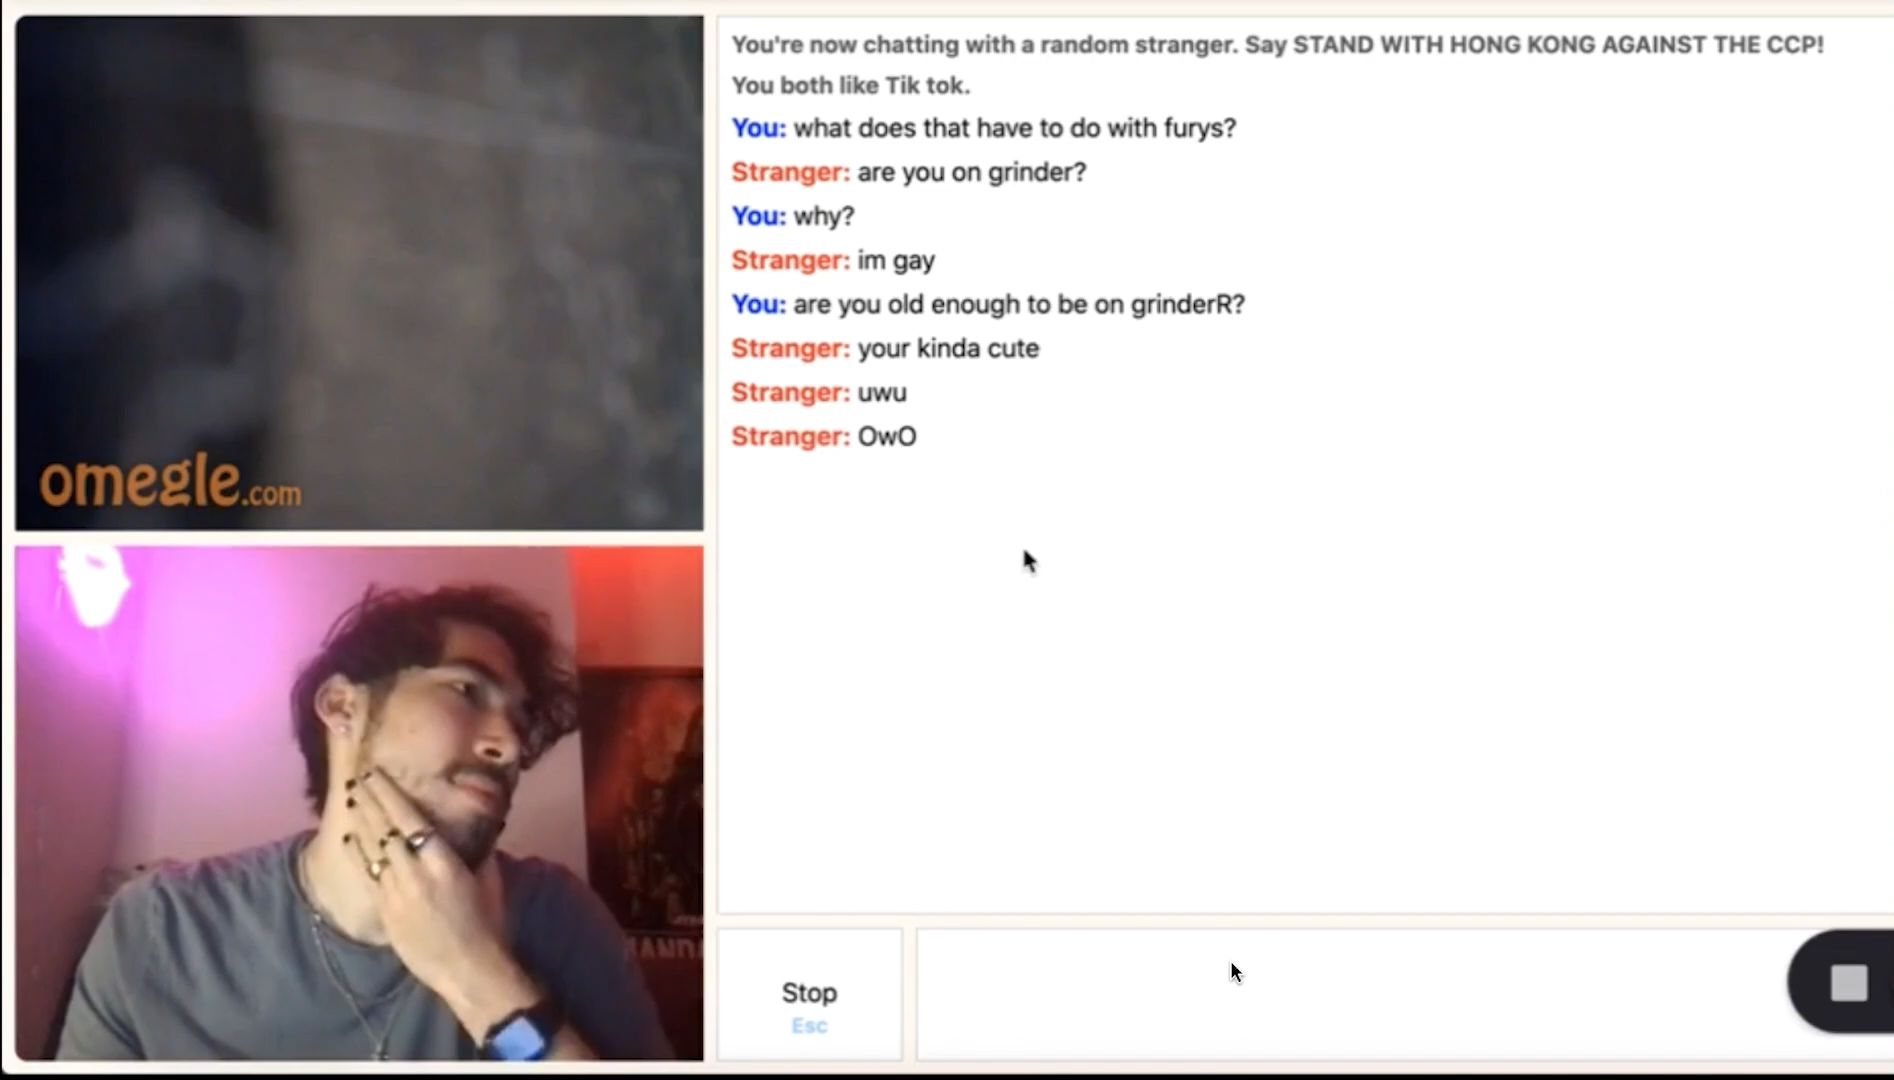 You're now chatting with a random stranger. Say STAND WITH HONG KONG AGAINST THE CCP!
You both like Tik tok.
You: what does that have to do with furys?
Stranger: are you on grinder?
You: why?
Stranger: im gay
You: are you old enough to be on grinderR?
Stranger: your kinda cute
Stranger: uwu
Stranger: OwO
omegle.com
Stop
Esc